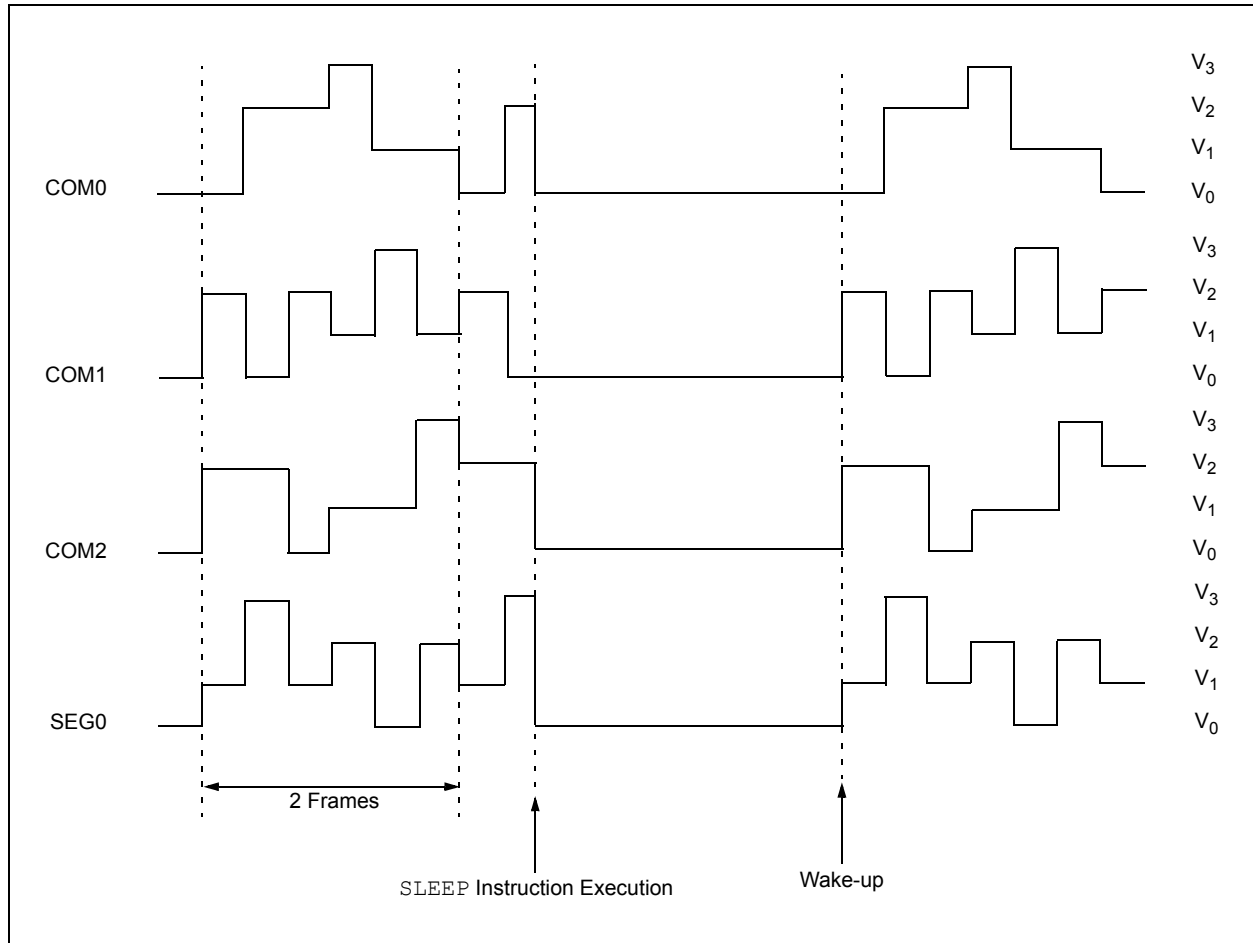 V3
V2
V1
COM0
V0
V3
V2
V1
COM1
V0
V3
V2
V1
COM2
V0
V3
V2
V1
SEG0
V0
2 Frames
SLEEP Instruction Execution
Wake-up